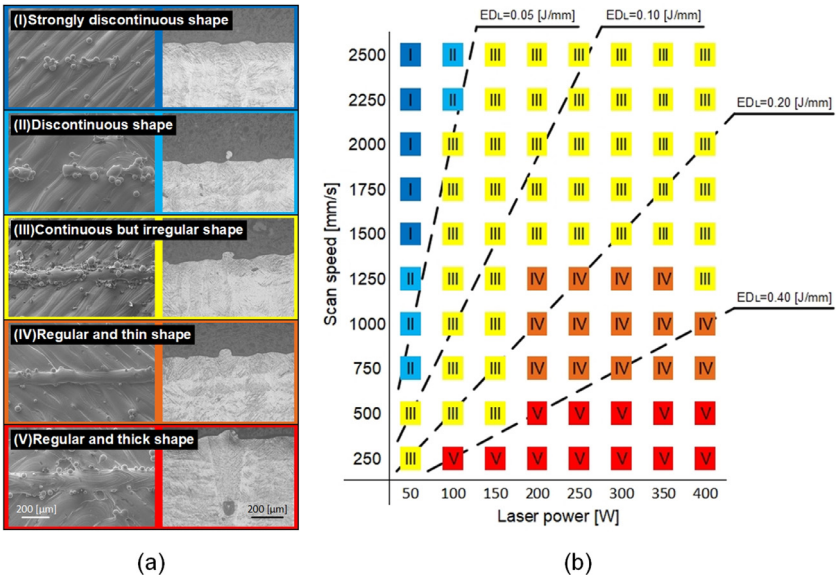 (I)Strongly discontinuous shape
(II)Discontinuous shape
(III)Continuous but irregular shape
(IV)Regular and thin shape
(V)Regular and thick shape
200 [µm]
200 [µm]
(a)
EDL=0.05 [J/mm]
EDL=0.10 [J/mm]
EDL=0.20 [J/mm]
EDL=0.40 [J/mm]
Scan speed [mm/s]
2500 I II III III III III III III
2250 I II III III III III III III
2000 I III III III III III III III
1750 I III III III III III III III
1500 I III III III III III III III
1250 II III III IV IV IV IV III
1000 II III III IV IV IV IV IV
750 II III III IV IV IV IV IV
500 III III III V V V V V
250 III V V V V V V V
50 100 150 200 250 300 350 400
Laser power [W]
(b)